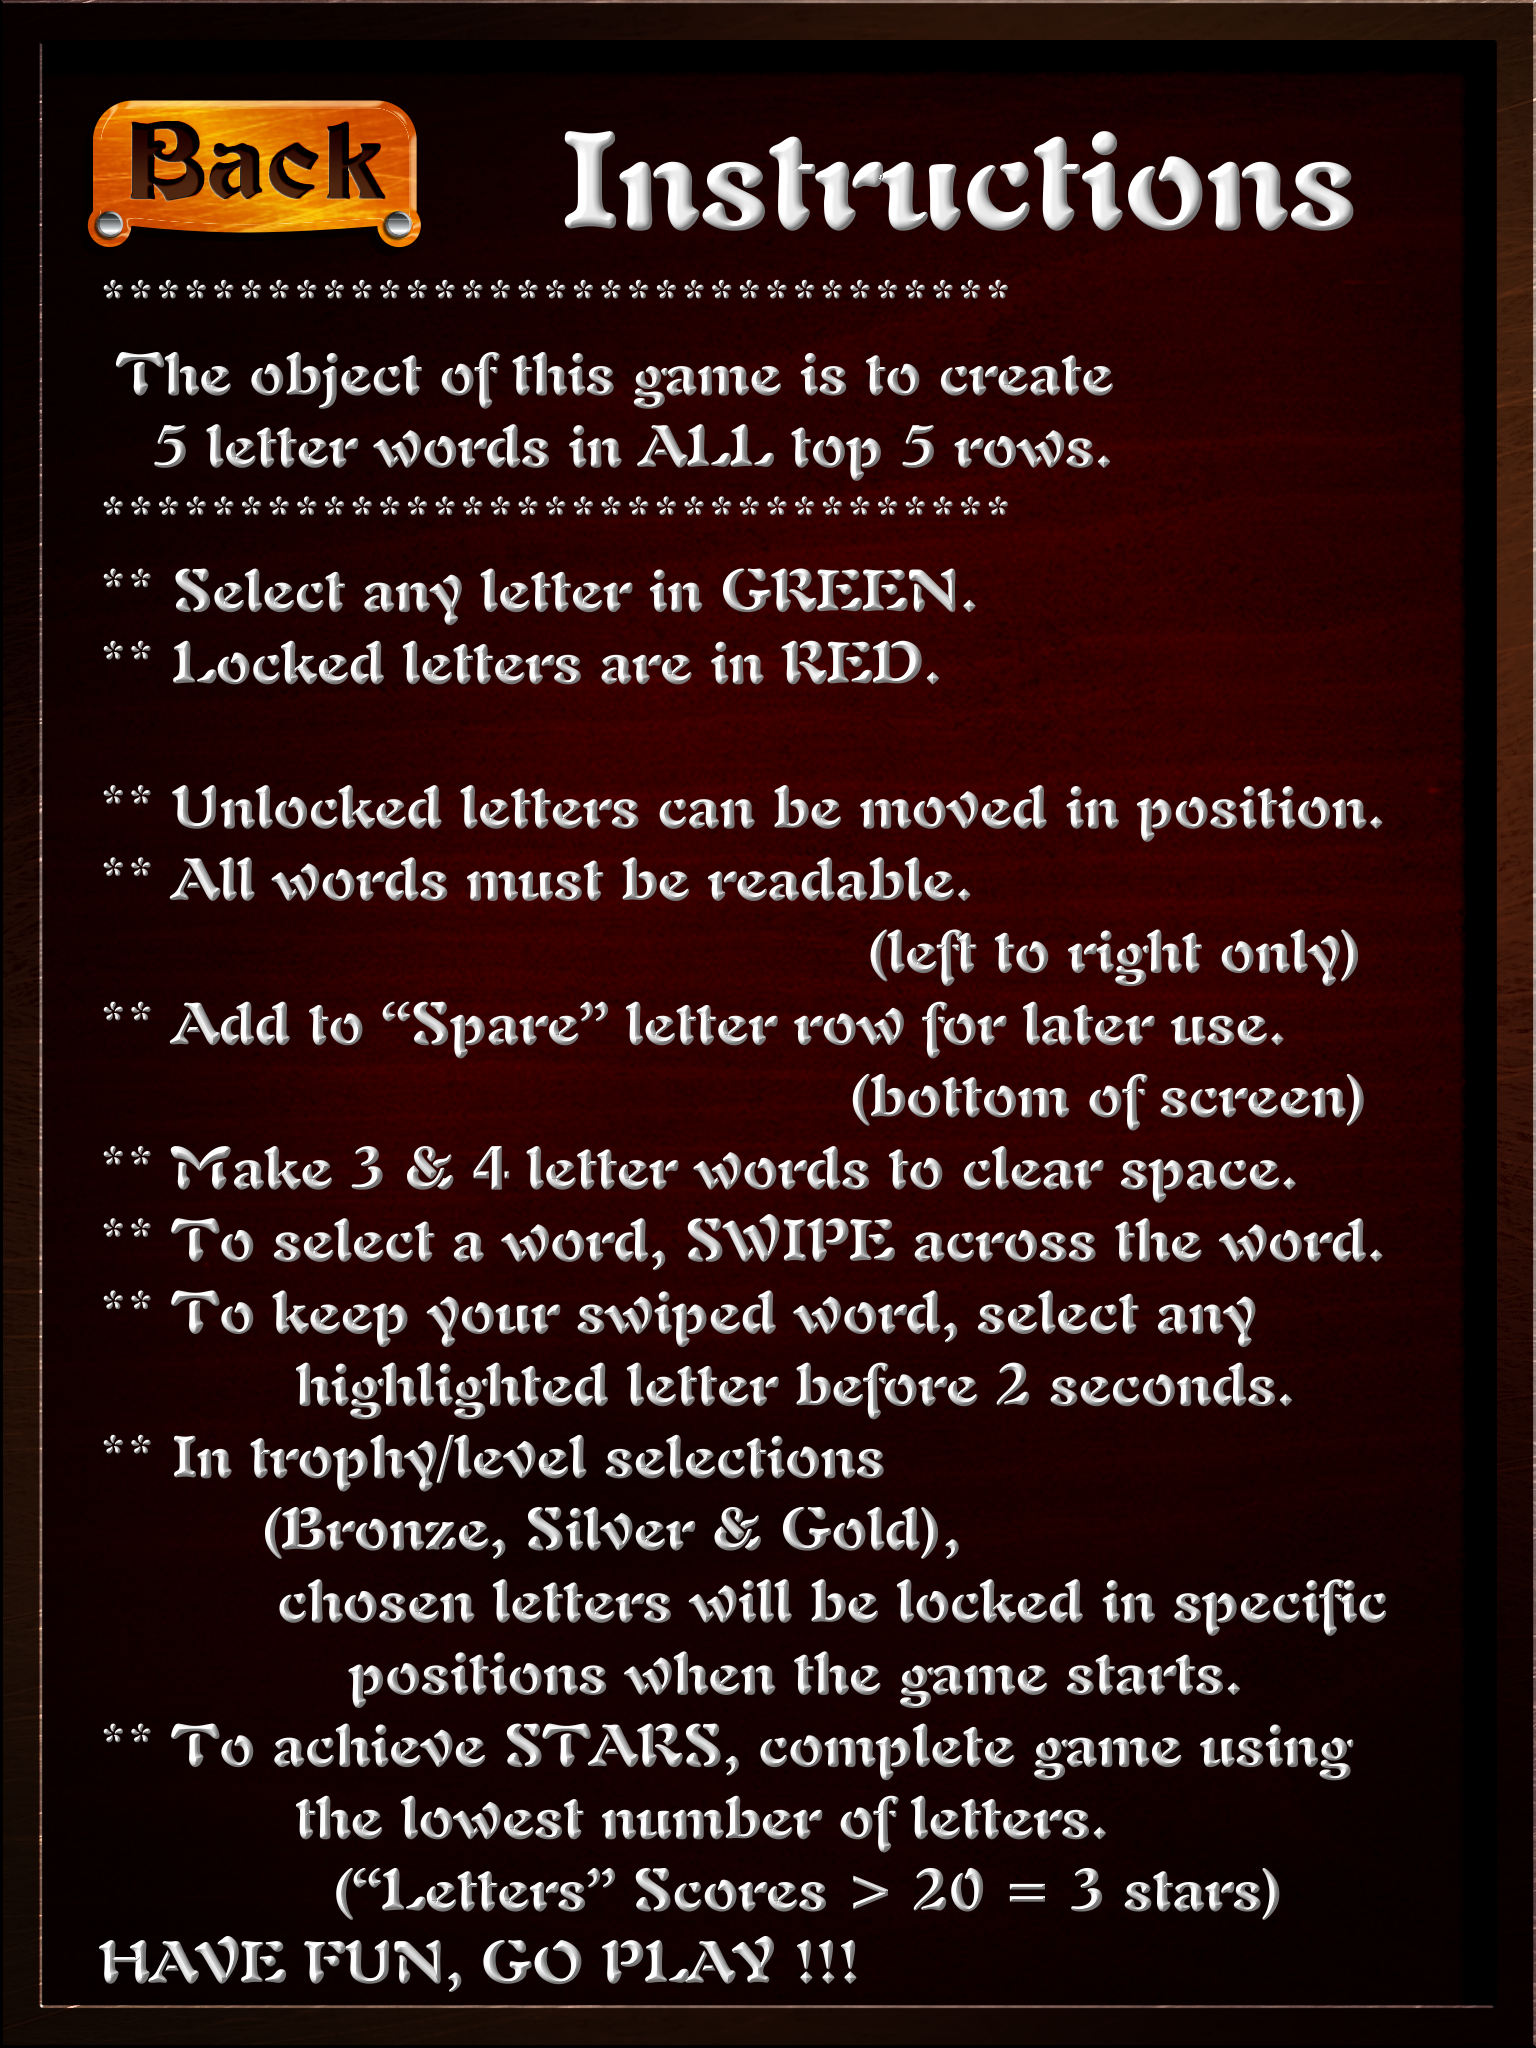 Back
Instructions
*********************************
The object of this game is to create
5 letter words in ALL top 5 rows.
*********************************
** Select any letter in GREEN.
** Locked letters are in RED.
** Unlocked letters can be moved in position.
** All words must be readable.
(left to right only)
** Add to “Spare” letter row for later use.
(bottom of screen)
** Make 3 & 4 letter words to clear space.
** To select a word, SWIPE across the word.
** To keep your swiped word, select any
highlighted letter before 2 seconds.
** In trophy/level selections
(Bronze, Silver & Gold),
chosen letters will be locked in specific
positions when the game starts.
** To achieve STARS, complete game using
the lowest number of letters.
(“Letters” Scores > 20 = 3 stars)
HAVE FUN, GO PLAY !!!